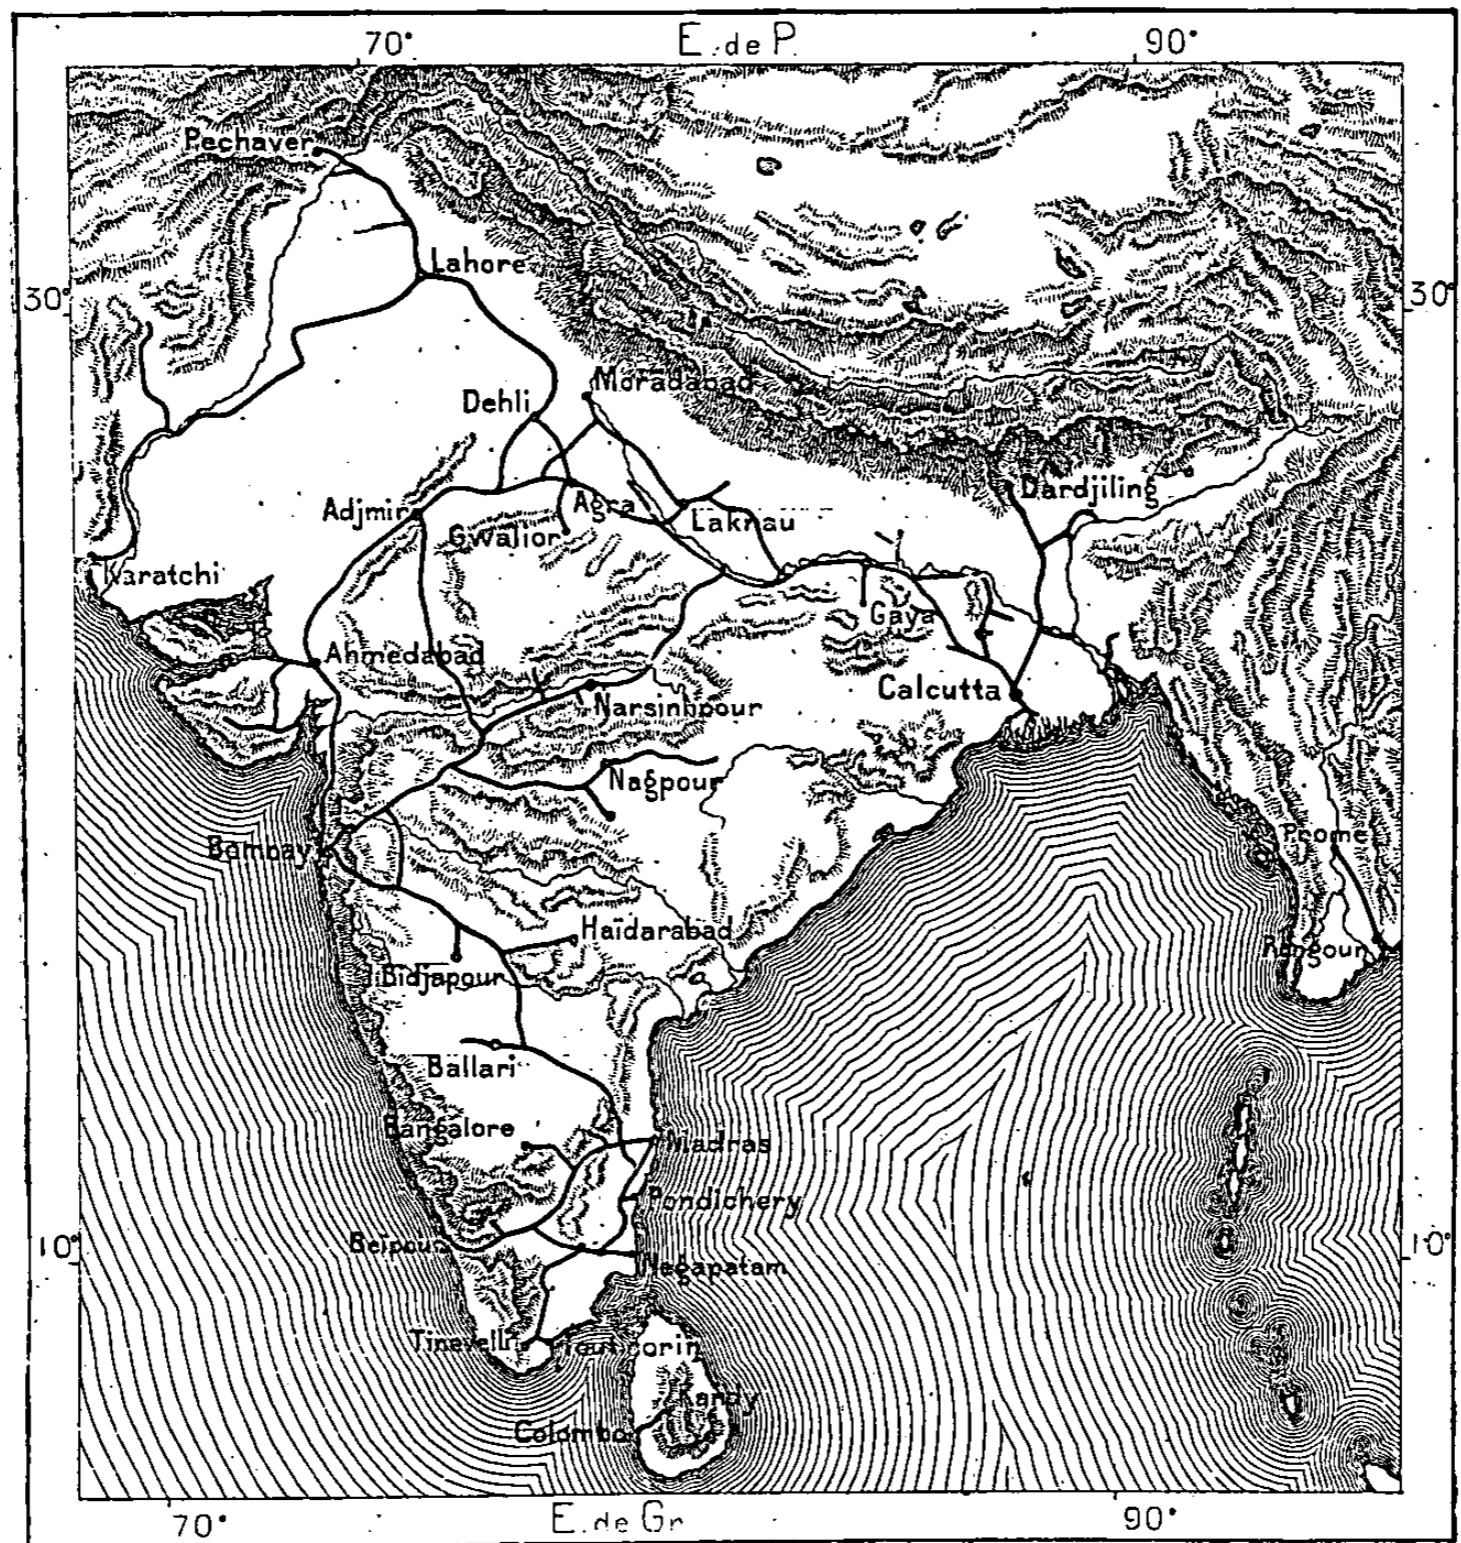 70°
E. de P.
90°
Pechaver
Lahore
30°
30°
Moradabad
Dehli
Dardjiling
Adjmir
Agra
Laknau
Gwalior
Karatchi
Gaya
Ahmedabad
Calcutta
Narsinhpour
Nagpour
Prome
Bombay
Haïdarabad
Rangoun
Bidjapour
Ballari
Bangalore
Madras
Pondichery
Beïpour
10°
10°
Negapatam
Tinevelli
Touticorin
Kandy
Colombo
70°
E. de Gr
90°